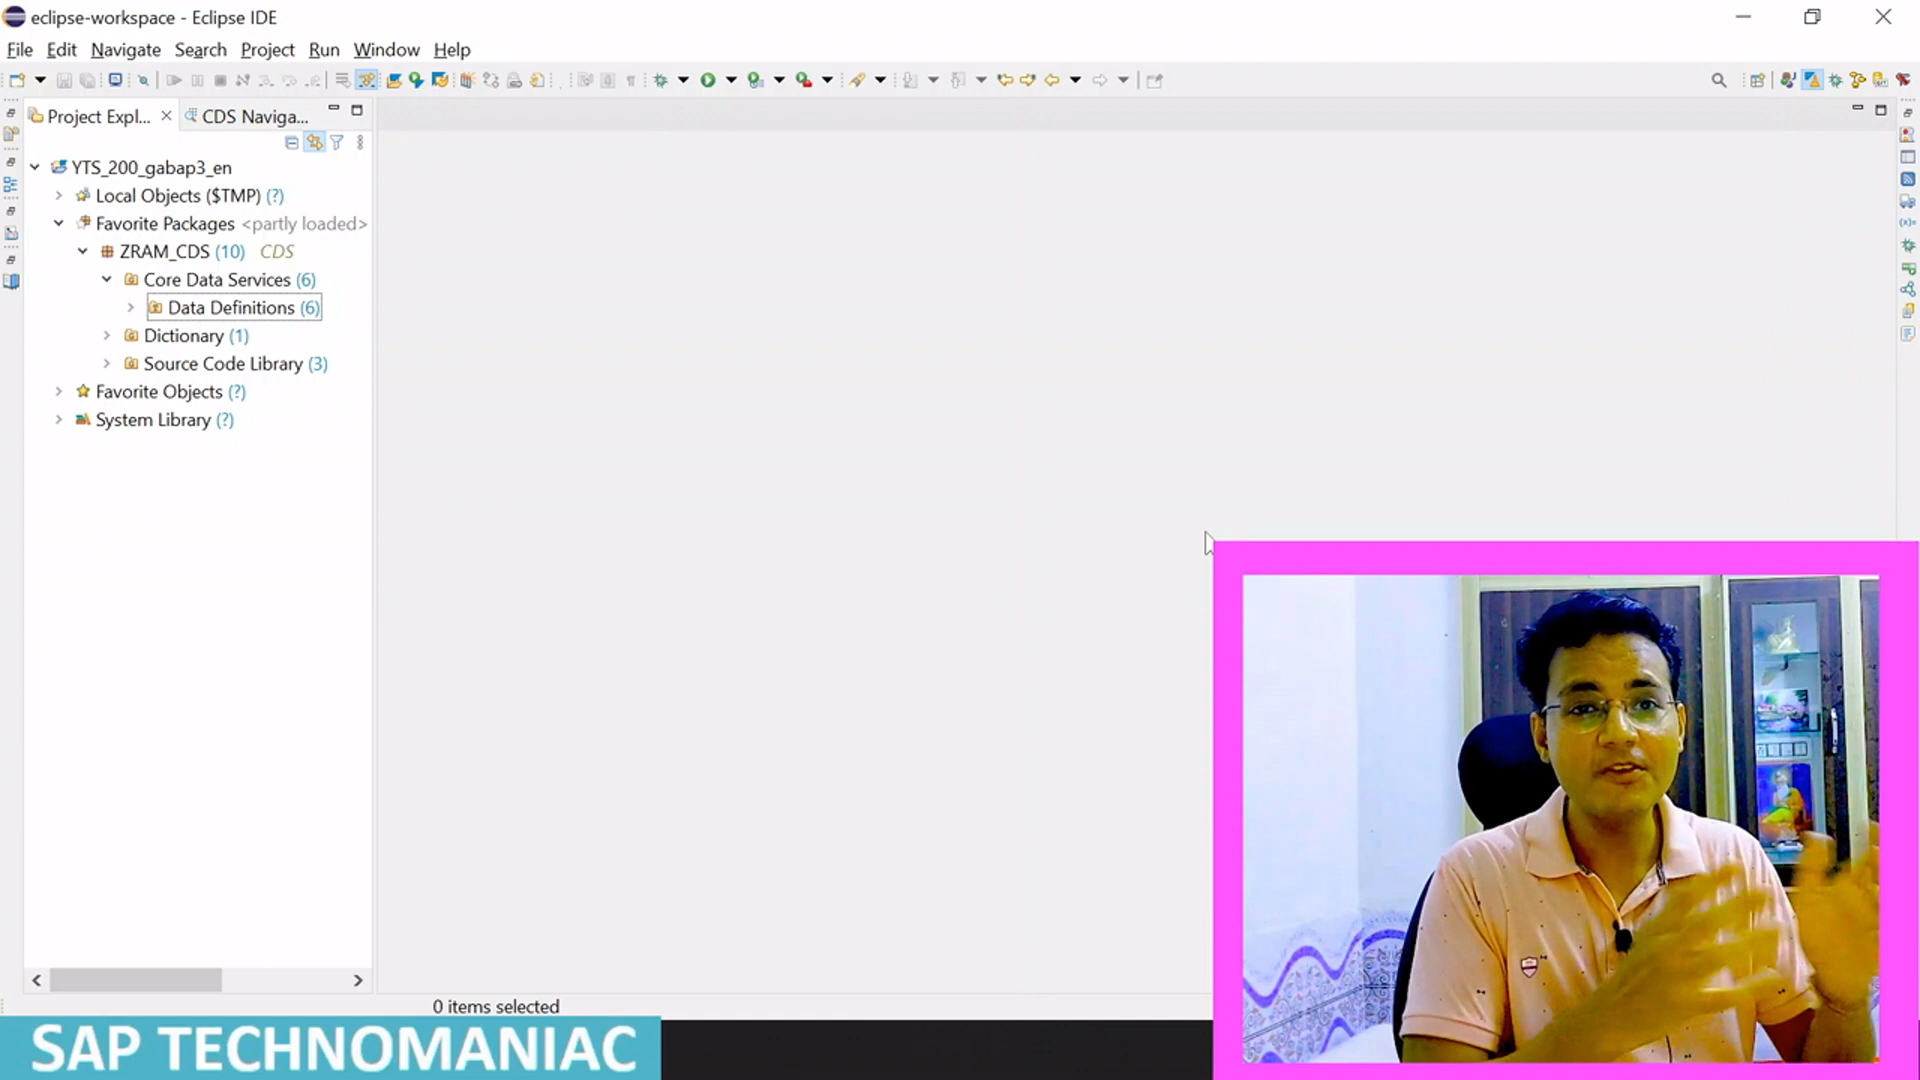 eclipse-workspace - Eclipse IDE
File Edit Navigate Search Project Run Window Help
Project Expl... CDS Naviga...
YTS_200_gabap3_en
Local Objects ($TMP) (?)
Favorite Packages <partly loaded>
ZRAM_CDS (10) CDS
Core Data Services (6)
Data Definitions (6)
Dictionary (1)
Source Code Library (3)
Favorite Objects (?)
System Library (?)
0 items selected
SAP TECHNOMANIAC